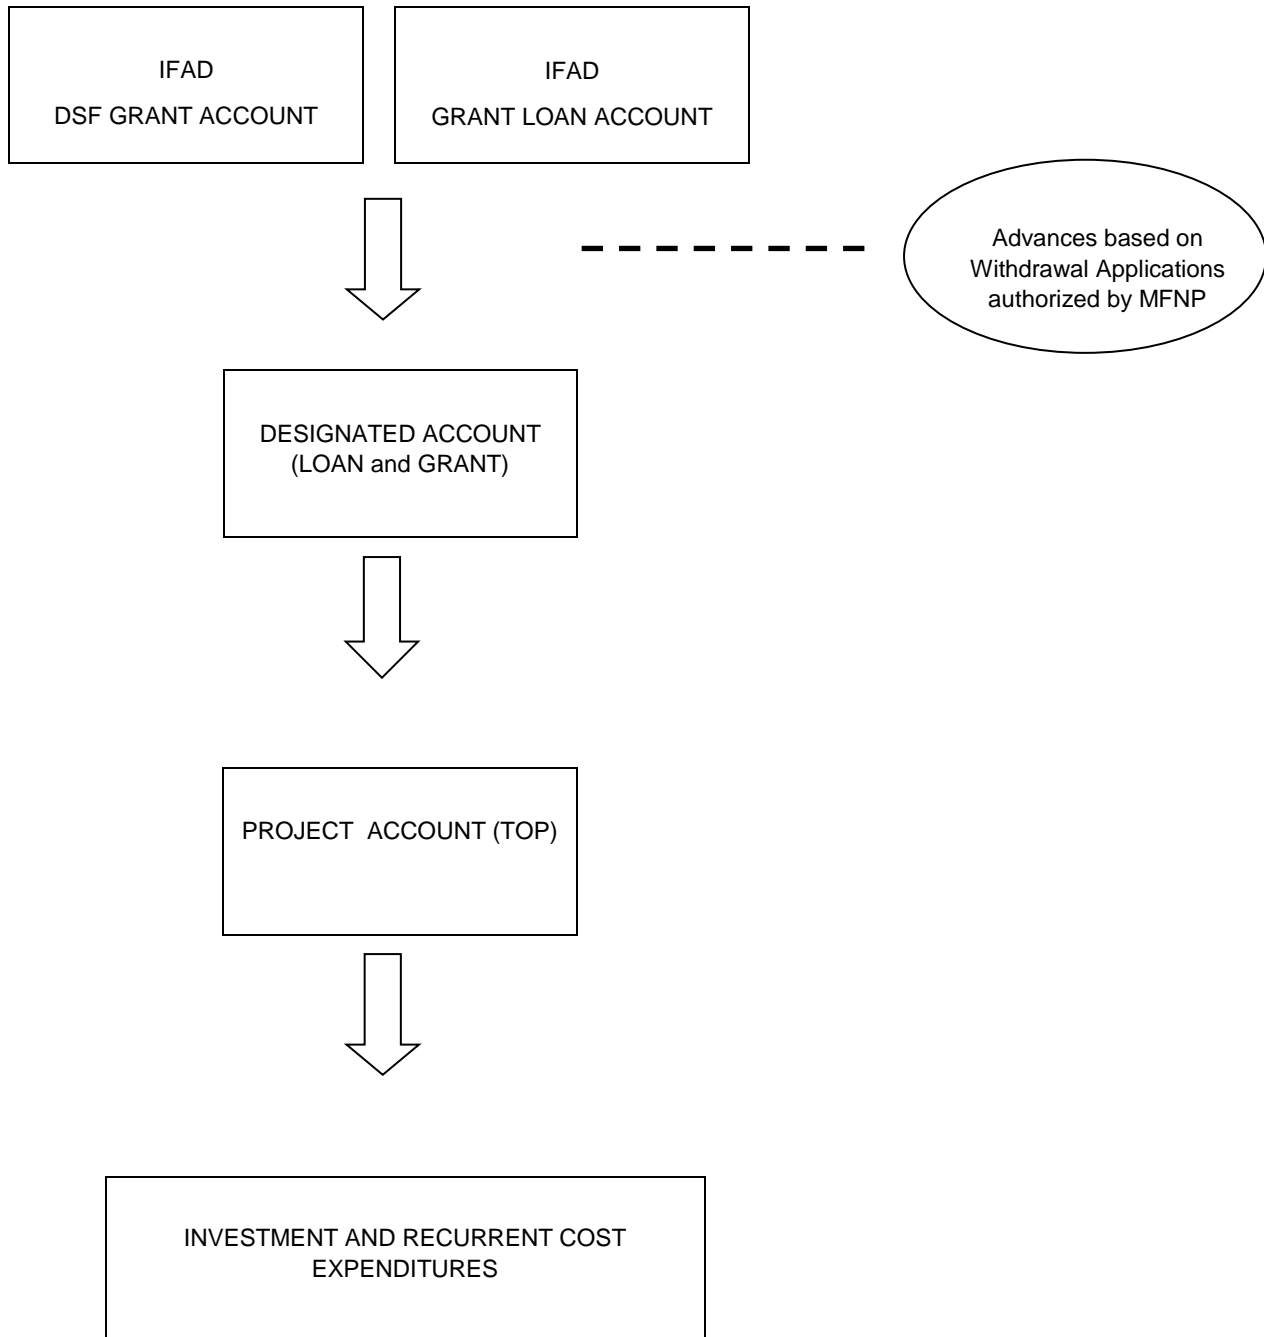 IFAD
DSF GRANT ACCOUNT
IFAD
GRANT LOAN ACCOUNT
Advances based on
Withdrawal Applications
authorized by MFNP
DESIGNATED ACCOUNT
(LOAN and GRANT)
PROJECT  ACCOUNT (TOP)
INVESTMENT AND RECURRENT COST
EXPENDITURES